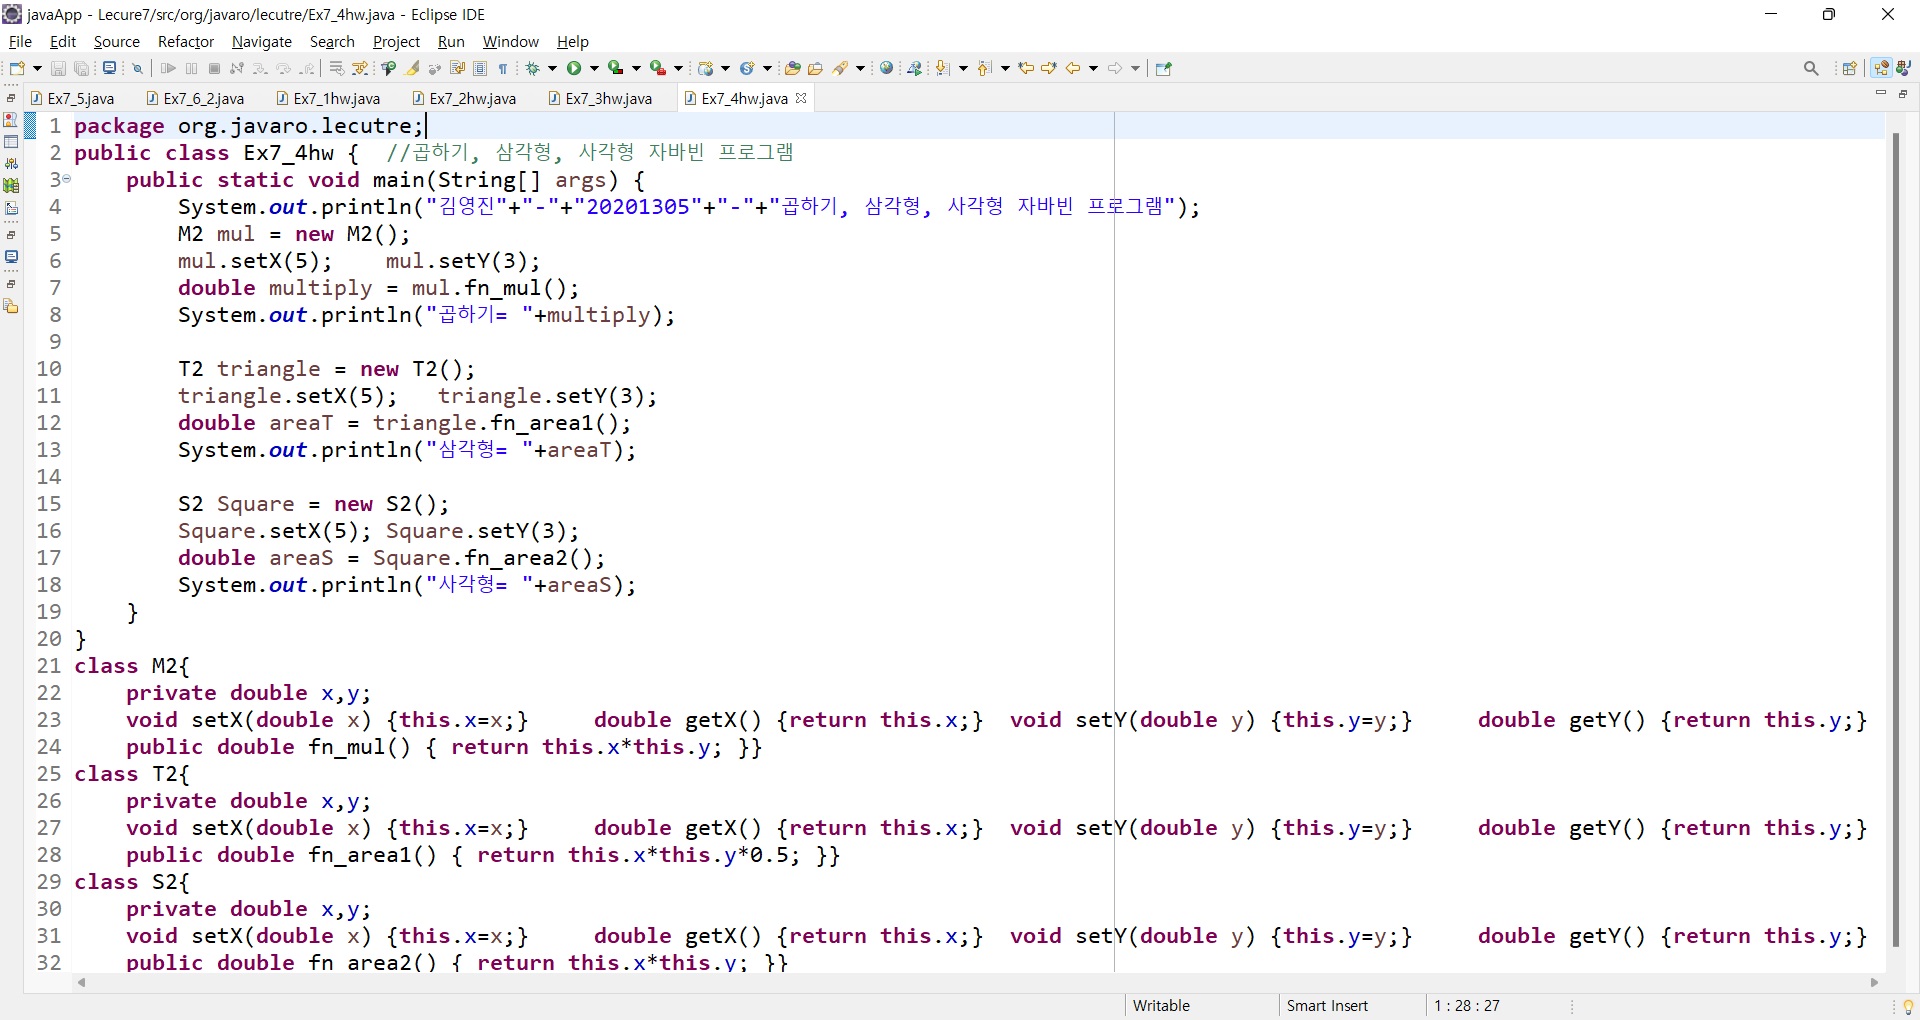 javaApp - Lecure7/src/org/javaro/lecutre/Ex7_4hw.java - Eclipse IDE
File Edit Source Refactor Navigate Search Project Run Window Help
Ex7_5.java Ex7_6_2.java Ex7_1hw.java Ex7_2hw.java Ex7_3hw.java Ex7_4hw.java
1 package org.javaro.lecutre;
2 public class Ex7_4hw { //곱하기, 삼각형, 사각형 자바빈 프로그램
3 public static void main(String[] args) {
4 System.out.println("김영진"+"-"+"20201305"+"-"+"곱하기, 삼각형, 사각형 자바빈 프로그램");
5 M2 mul = new M2();
6 mul.setX(5); mul.setY(3);
7 double multiply = mul.fn_mul();
8 System.out.println("곱하기= "+multiply);
9
10 T2 triangle = new T2();
11 triangle.setX(5); triangle.setY(3);
12 double areaT = triangle.fn_area1();
13 System.out.println("삼각형= "+areaT);
14
15 S2 Square = new S2();
16 Square.setX(5); Square.setY(3);
17 double areaS = Square.fn_area2();
18 System.out.println("사각형= "+areaS);
19 }
20 }
21 class M2{
22 private double x,y;
23 void setX(double x) {this.x=x;} double getX() {return this.x;} void setY(double y) {this.y=y;} double getY() {return this.y;}
24 public double fn_mul() { return this.x*this.y; }}
25 class T2{
26 private double x,y;
27 void setX(double x) {this.x=x;} double getX() {return this.x;} void setY(double y) {this.y=y;} double getY() {return this.y;}
28 public double fn_area1() { return this.x*this.y*0.5; }}
29 class S2{
30 private double x,y;
31 void setX(double x) {this.x=x;} double getX() {return this.x;} void setY(double y) {this.y=y;} double getY() {return this.y;}
32 public double fn_area2() { return this.x*this.y; }}
Writable Smart Insert 1 : 28 : 27